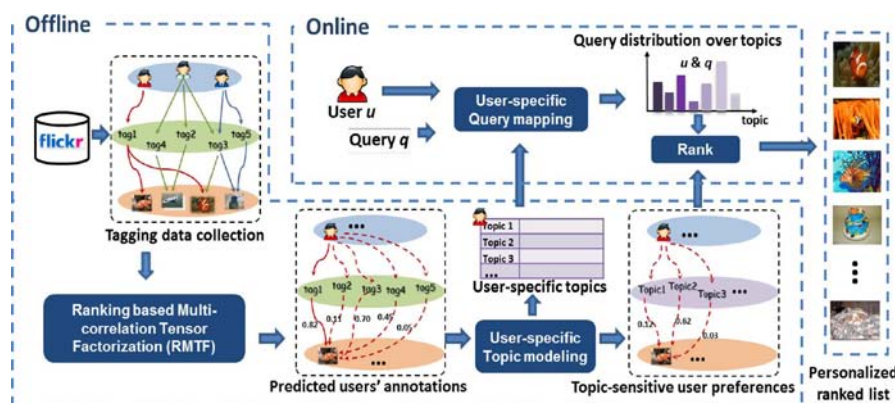 Offline
Online
flickr
tag1
tag2
tag5
tag4
tag3
Tagging data collection
User u
Query q
User-specific
Query mapping
Query distribution over topics
u & q
topic
Rank
Ranking based Multi-
correlation Tensor
Factorization (RMTF)
...
tag1
tag2
tag3
tag4
tag5
0.82
0.11
0.70
0.45
0.05
...
Predicted users' annotations
Topic 1
Topic 2
Topic 3
...
User-specific topics
User-specific
Topic modeling
...
Topic1
Topic2
Topic3
...
0.12
0.62
0.03
...
Topic-sensitive user preferences
Personalized
ranked list